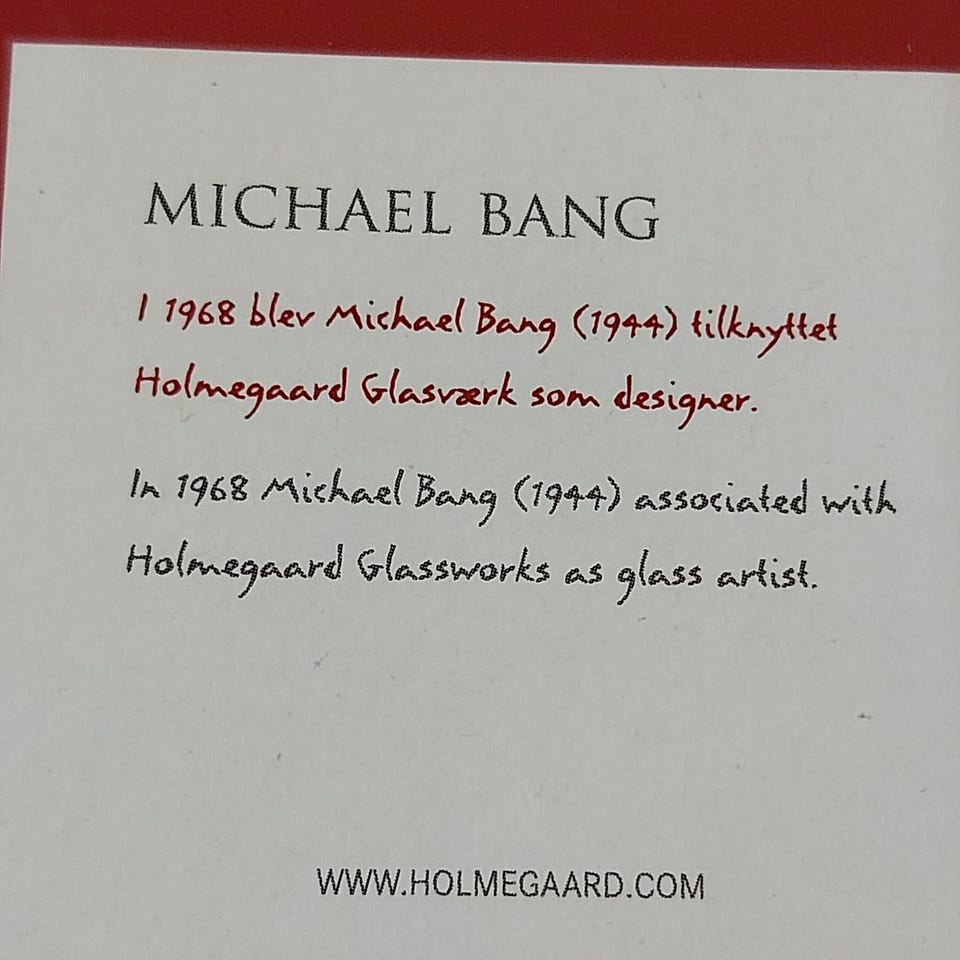 MICHAEL BANG
I 1968 blev Michael Bang (1944) tilknyttet
Holmegaard Glasværk som designer.
In 1968 Michael Bang (1944) associated with
Holmegaard Glassworks as glass artist.
WWW.HOLMEGAARD.COM